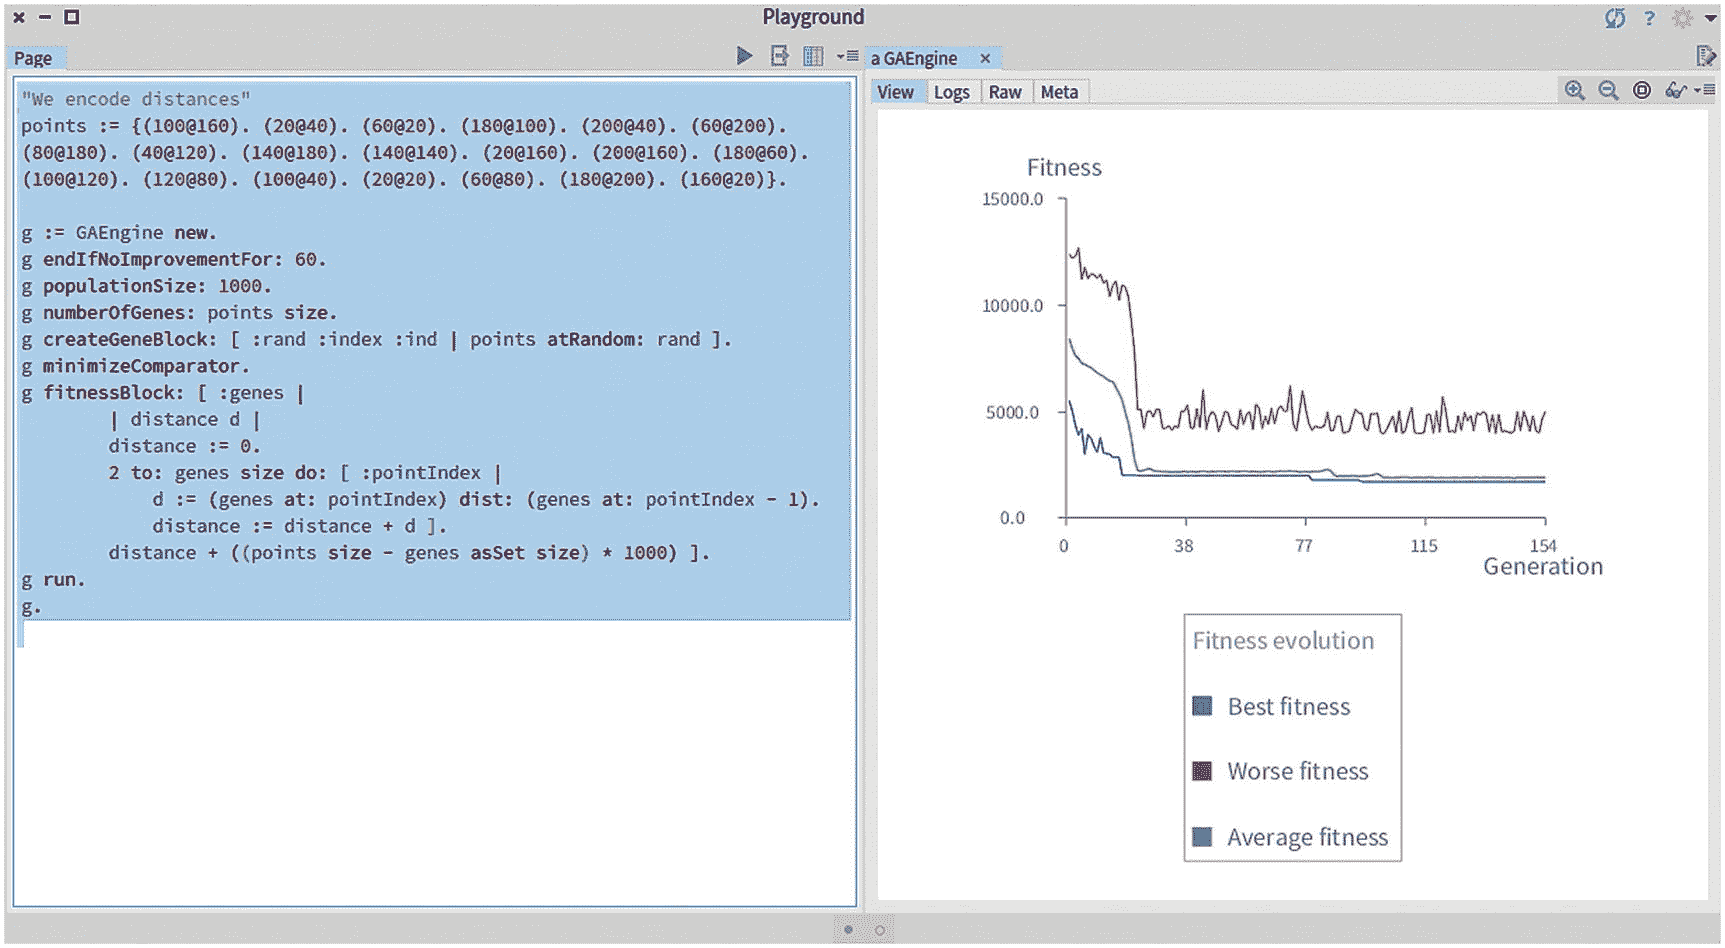 Playground
?
Page
a GAEngine ×
View Logs Raw Meta
"We encode distances"
points := {(100@160). (20@40). (60@20). (180@100). (200@40). (60@200).
(80@180). (40@120). (140@180). (140@140). (20@160). (200@160). (180@60).
(100@120). (120@80). (100@40). (20@20). (60@80). (180@200). (160@20)}.
g := GAEngine new.
g endIfNoImprovementFor: 60.
g populationSize: 1000.
g numberOfGenes: points size.
g createGeneBlock: [ :rand :index :ind | points atRandom: rand ].
g minimizeComparator.
g fitnessBlock: [ :genes |
| distance d |
distance := 0.
2 to: genes size do: [ :pointIndex |
d := (genes at: pointIndex) dist: (genes at: pointIndex - 1).
distance := distance + d ].
distance + ((points size - genes asSet size) * 1000) ].
g run.
g.
Fitness
15000.0
10000.0
5000.0
0.0
0 38 77 115 154
Generation
Fitness evolution
Best fitness
Worse fitness
Average fitness